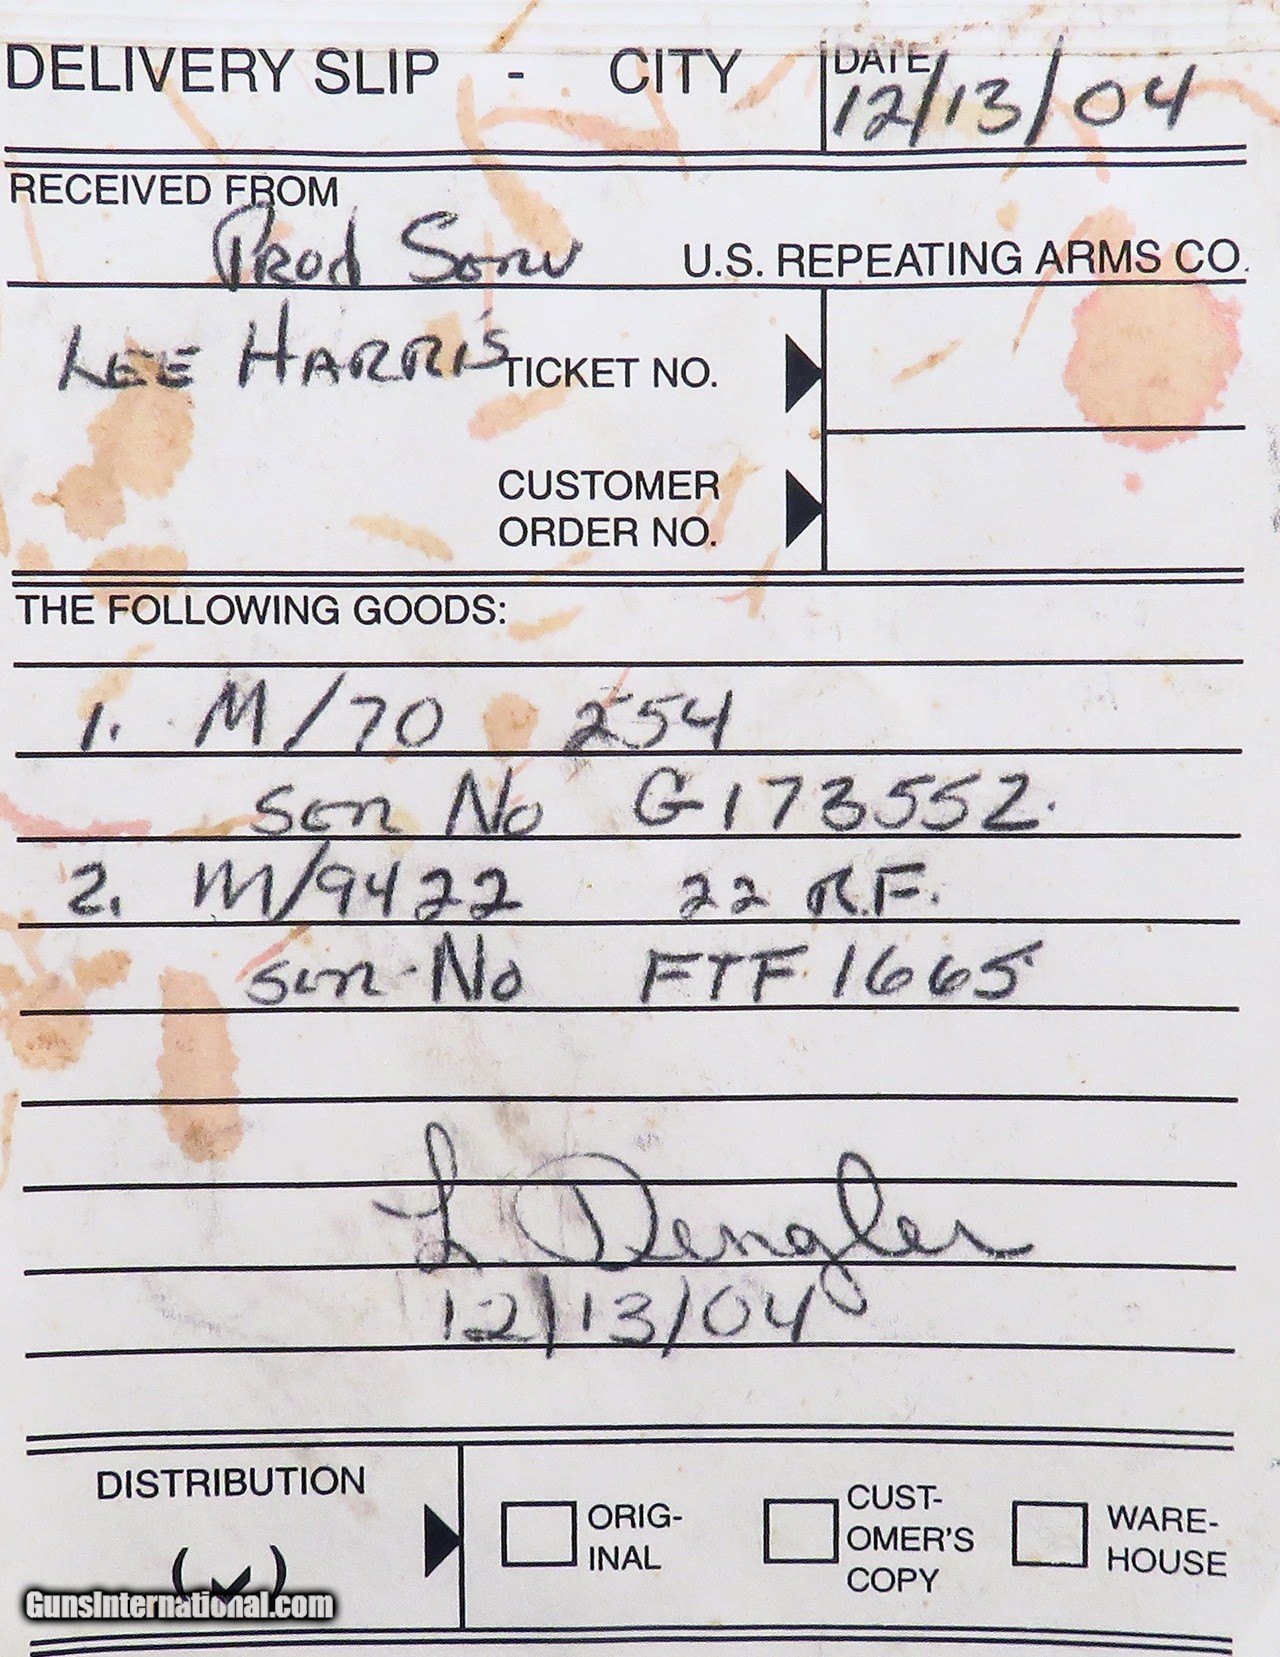 DELIVERY SLIP - CITY
DATE
12/13/04
RECEIVED FROM
Prod Serv
U.S. REPEATING ARMS CO.
LEE HARRIS
TICKET NO.
CUSTOMER
ORDER NO.
THE FOLLOWING GOODS:
1. M/70 254
Ser No G173552.
2. M/9422 22 R.F.
Ser No FTF 1665
L. Dengler
12/13/04
DISTRIBUTION
(✓)
ORIG-
INAL
CUST-
OMER'S
COPY
WARE-
HOUSE
GunsInternational.com